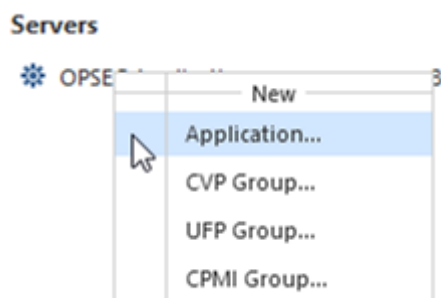 Servers
OPSE
New
Application...
CVP Group...
UFP Group...
CPMI Group...